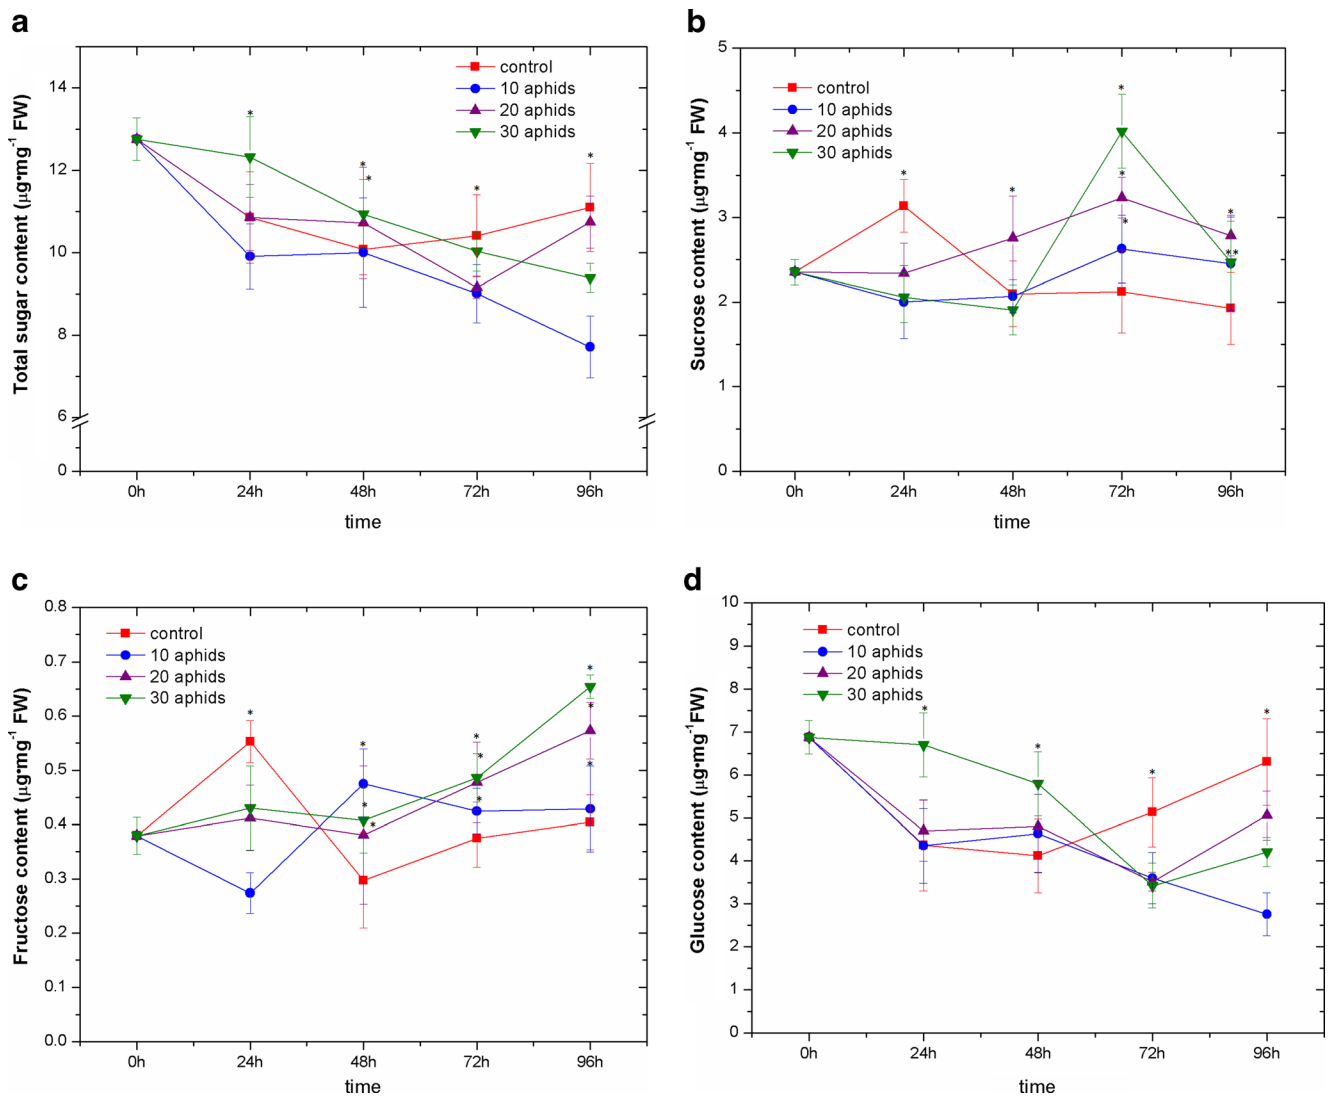 a
Total sugar content (μg•mg⁻¹ FW)
14
12
10
8
6
0
control
10 aphids
20 aphids
30 aphids
* * * * * *
0h 24h 48h 72h 96h
time
b
Sucrose content (μg•mg⁻¹ FW)
5
4
3
2
1
0
control
10 aphids
20 aphids
30 aphids
* * * * * * **
0h 24h 48h 72h 96h
time
c
Fructose content (μg•mg⁻¹ FW)
0.8
0.7
0.6
0.5
0.4
0.3
0.2
0.1
0.0
control
10 aphids
20 aphids
30 aphids
* * * * * * * * * *
0h 24h 48h 72h 96h
time
d
Glucose content (μg•mg⁻¹FW)
10
9
8
7
6
5
4
3
2
1
0
control
10 aphids
20 aphids
30 aphids
* * * *
0h 24h 48h 72h 96h
time